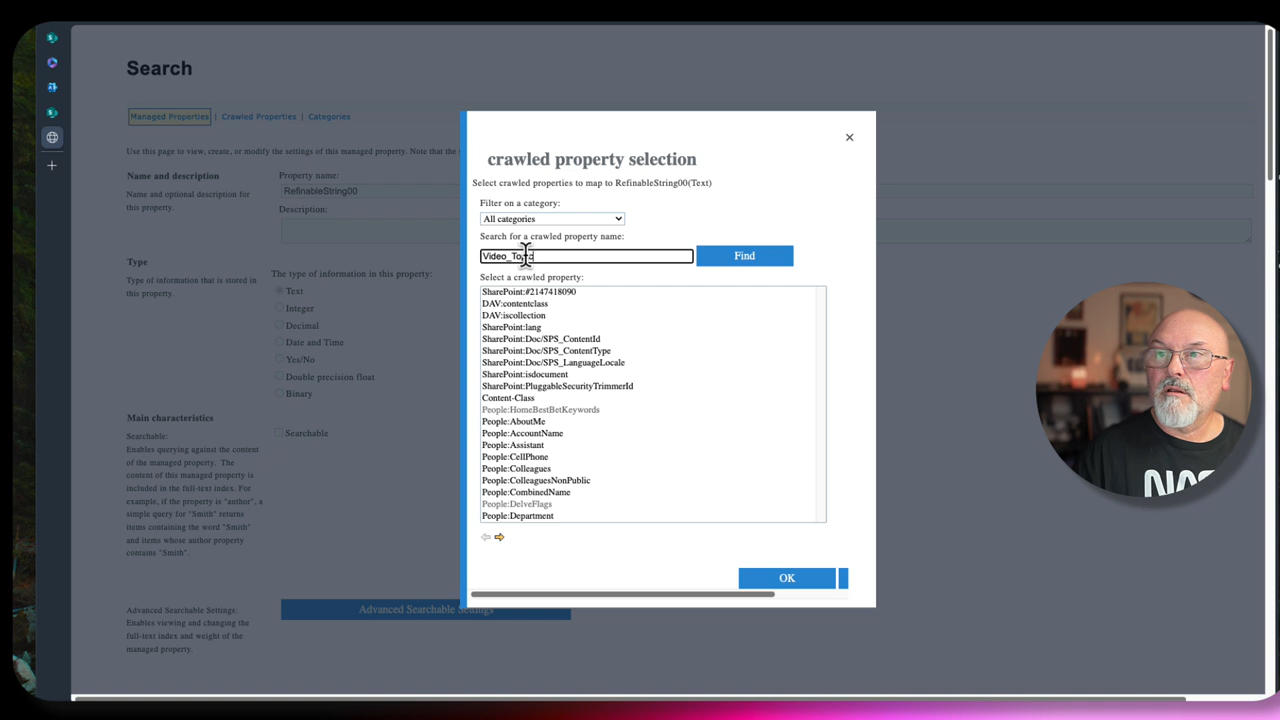 Search
Managed Properties | Crawled Properties | Categories
Use this page to view, create, or modify the settings of this managed property. Note that the
Name and description
Name and optional description for
this property.
Property name:
RefinableString00
Description:
Type
Type of information that is stored in
this property.
The type of information in this property:
Text
Integer
Decimal
Date and Time
Yes/No
Double precision float
Binary
Main characteristics
Searchable:
Enables querying against the content
of the managed property. The
content of this managed property is
included in the full-text index. For
example, if the property is "author", a
simple query for "Smith" returns
items containing the word "Smith"
and items whose author property
contains "Smith".
Searchable
Advanced Searchable Settings:
Enables viewing and changing the
full-text index and weight of the
managed property.
Advanced Searchable Settings
crawled property selection
Select crawled properties to map to RefinableString00(Text)
Filter on a category:
All categories
Search for a crawled property name:
Find
Select a crawled property:
SharePoint:#2147418090
DAV:contentclass
DAV:iscollection
SharePoint:lang
SharePoint:Doc/SPS_ContentId
SharePoint:Doc/SPS_ContentType
SharePoint:Doc/SPS_LanguageLocale
SharePoint:isdocument
SharePoint:PluggableSecurityTrimmerId
Content-Class
People:HomeBestBetKeywords
People:AboutMe
People:AccountName
People:Assistant
People:CellPhone
People:Colleagues
People:ColleaguesNonPublic
People:CombinedName
People:DelveFlags
People:Department
OK